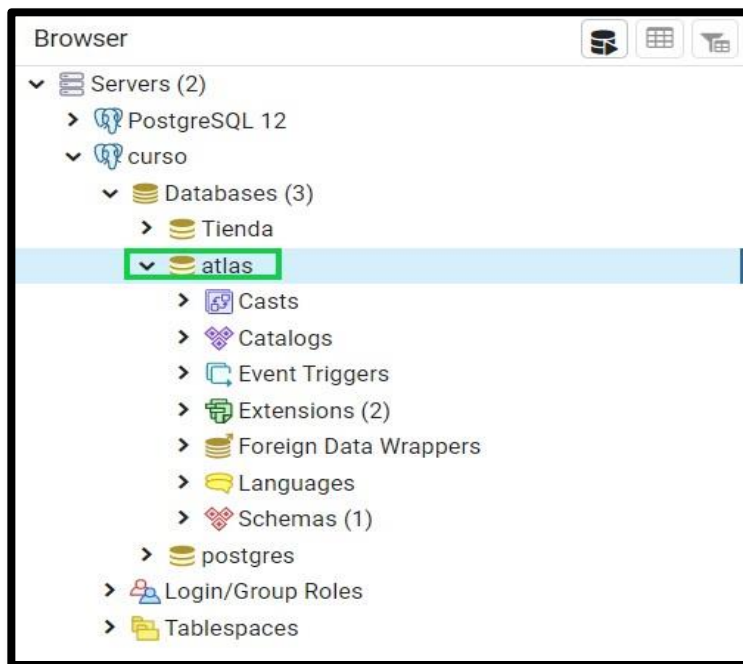 Browser
Servers (2)
PostgreSQL 12
curso
Databases (3)
Tienda
atlas
Casts
Catalogs
Event Triggers
Extensions (2)
Foreign Data Wrappers
Languages
Schemas (1)
postgres
Login/Group Roles
Tablespaces